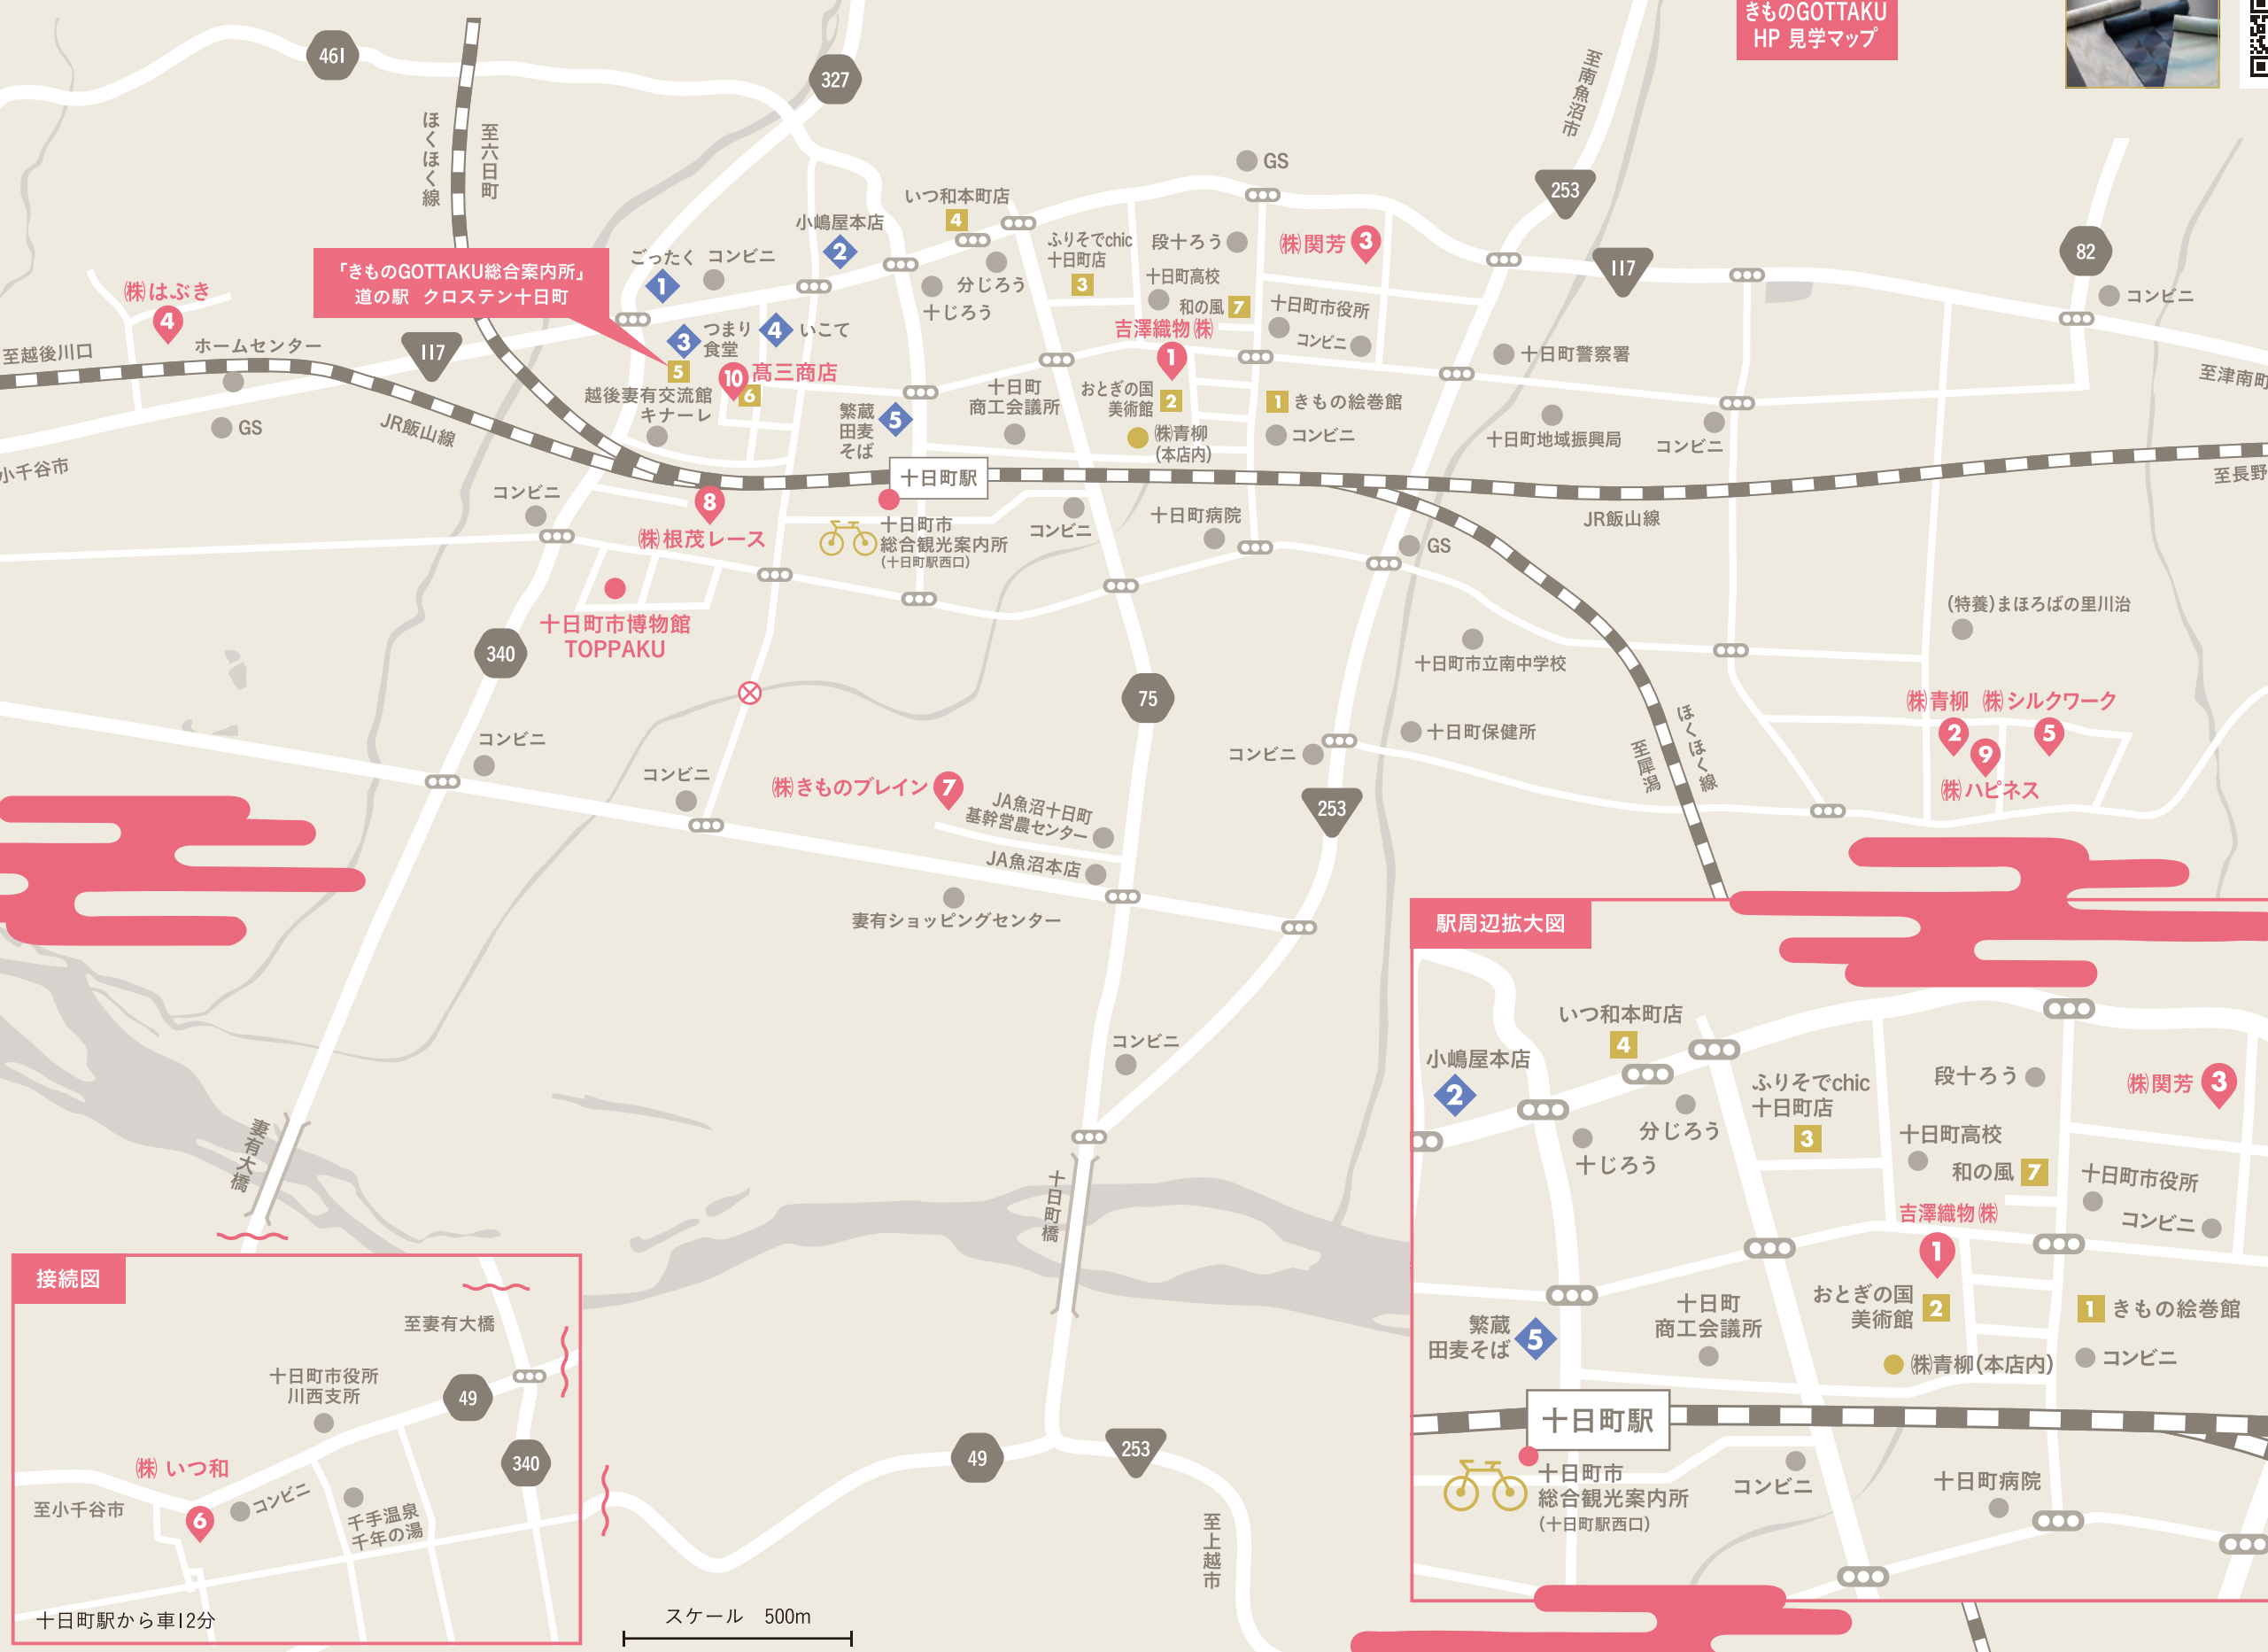 きものGOTTAKU
HP 見学マップ
461
327
至南魚沼市
ほくほく線
至六日町
GS
253
いつ和本町店
4
小嶋屋本店
2
ふりそでchic
十日町店
3
段十ろう
㈱関芳
3
117
82
コンビニ
「きものGOTTAKU総合案内所」
道の駅 クロステン十日町
ごったく
1
コンビニ
分じろう
十じろう
十日町高校
和の風
7
十日町市役所
コンビニ
吉澤織物㈱
1
㈱はぶき
4
至越後川口
ホームセンター
117
3
つまり
食堂
4
いこて
5
10
髙三商店
6
越後妻有交流館
キナーレ
十日町
商工会議所
おとぎの国
美術館
2
1
きもの絵巻館
コンビニ
㈱青柳
(本店内)
十日町警察署
十日町地域振興局
コンビニ
至津南町
GS
JR飯山線
小千谷市
繁蔵
田麦
そば
5
十日町駅
至長野
コンビニ
8
㈱根茂レース
十日町市
総合観光案内所
(十日町駅西口)
コンビニ
十日町病院
GS
JR飯山線
十日町市博物館
TOPPAKU
340
75
十日町市立南中学校
(特養)まほろばの里川治
㈱青柳
㈱シルクワーク
2
9
5
㈱ハピネス
コンビニ
コンビニ
㈱きものブレイン
7
JA魚沼十日町
基幹営農センター
JA魚沼本店
妻有ショッピングセンター
コンビニ
十日町保健所
至犀潟
ほくほく線
253
コンビニ
妻有大橋
十日町橋
49
253
至上越市
スケール 500m
接続図
至妻有大橋
十日町市役所
川西支所
49
340
㈱ いつ和
6
コンビニ
至小千谷市
千手温泉
千年の湯
十日町駅から車12分
駅周辺拡大図
いつ和本町店
4
小嶋屋本店
2
分じろう
十じろう
ふりそでchic
十日町店
3
段十ろう
㈱関芳
3
十日町高校
和の風
7
十日町市役所
コンビニ
吉澤織物㈱
1
おとぎの国
美術館
2
1
きもの絵巻館
十日町
商工会議所
繁蔵
田麦そば
5
㈱青柳(本店内)
コンビニ
十日町駅
十日町市
総合観光案内所
(十日町駅西口)
コンビニ
十日町病院